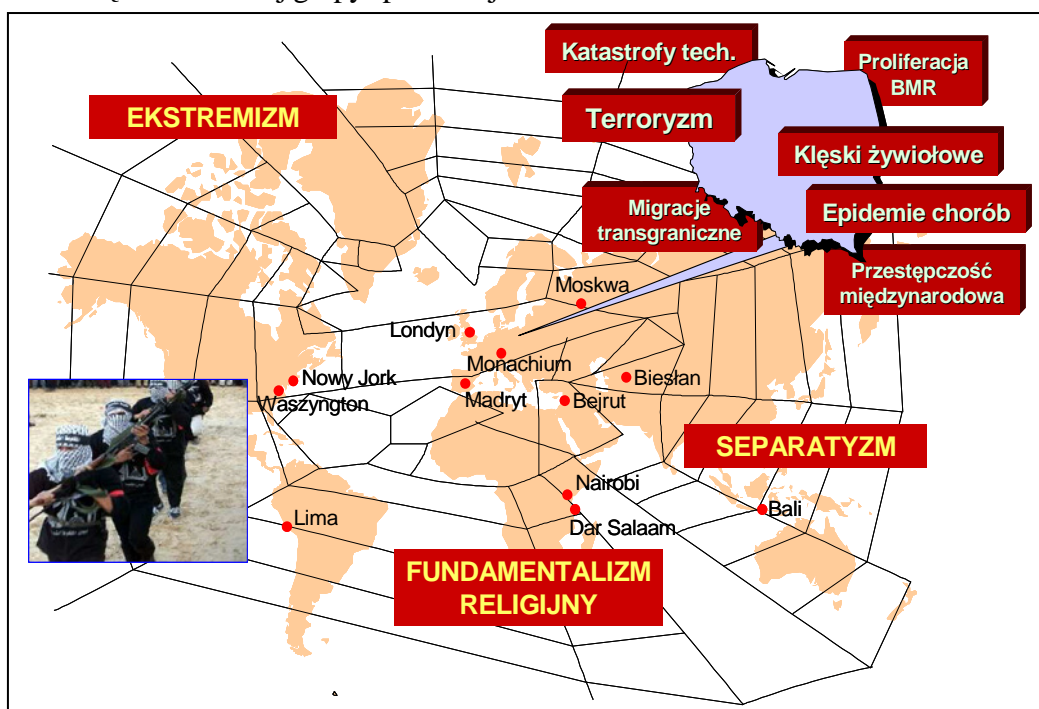 EKSTREMIZM
Katastrofy tech.
Proliferacja
BMR
Terroryzm
Klęski żywiołowe
Migracje
transgraniczne
Epidemie chorób
Przestępczość
międzynarodowa
Moskwa
Londyn
Monachium
Nowy Jork
Waszyngton
Madryt
Biesłan
Bejrut
SEPARATYZM
Nairobi
Dar Salaam
Bali
Lima
FUNDAMENTALIZM
RELIGIJNY